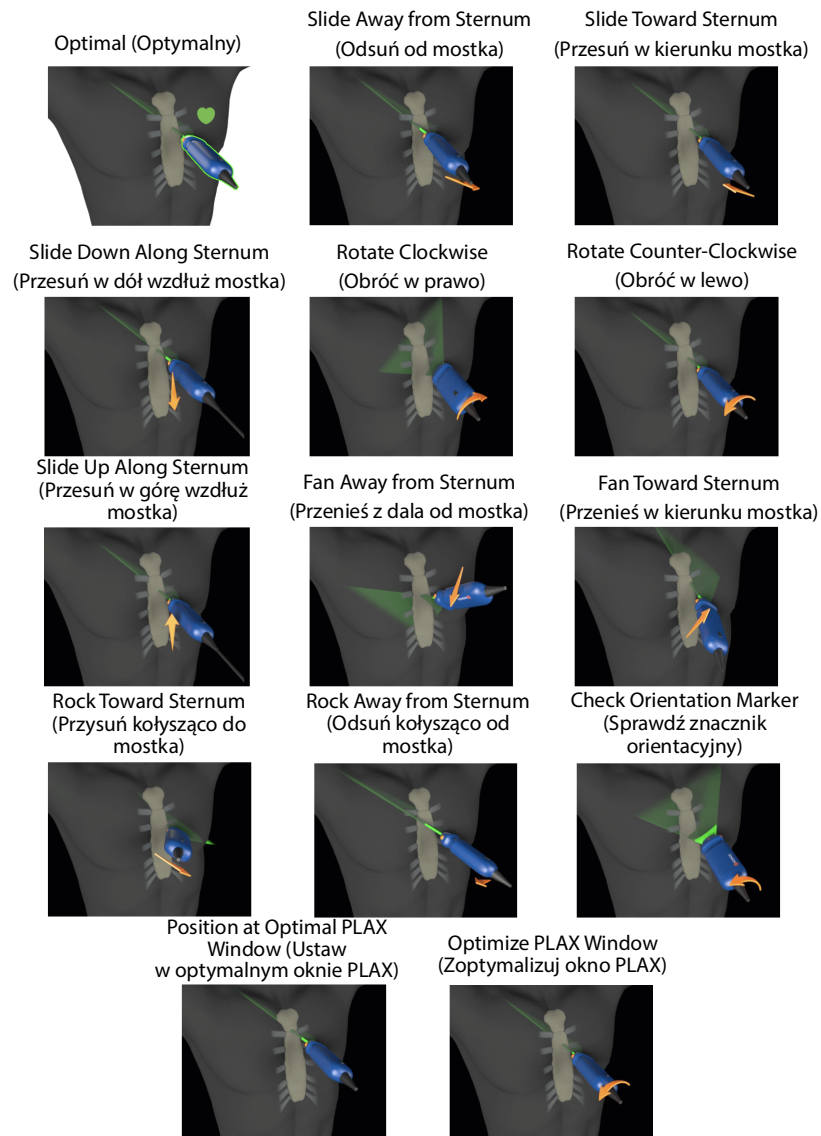 Optimal (Optymalny)
Slide Away from Sternum
(Odsuń od mostka)
Slide Toward Sternum
(Przesuń w kierunku mostka)
Slide Down Along Sternum
(Przesuń w dół wzdłuż mostka)
Rotate Clockwise
(Obróć w prawo)
Rotate Counter-Clockwise
(Obróć w lewo)
Slide Up Along Sternum
(Przesuń w górę wzdłuż
mostka)
Fan Away from Sternum
(Przenieś z dala od mostka)
Fan Toward Sternum
(Przenieś w kierunku mostka)
Rock Toward Sternum
(Przysuń kołysząco do
mostka)
Rock Away from Sternum
(Odsuń kołysząco od
mostka)
Check Orientation Marker
(Sprawdź znacznik
orientacyjny)
Position at Optimal PLAX
Window (Ustaw
w optymalnym oknie PLAX)
Optimize PLAX Window
(Zoptymalizuj okno PLAX)